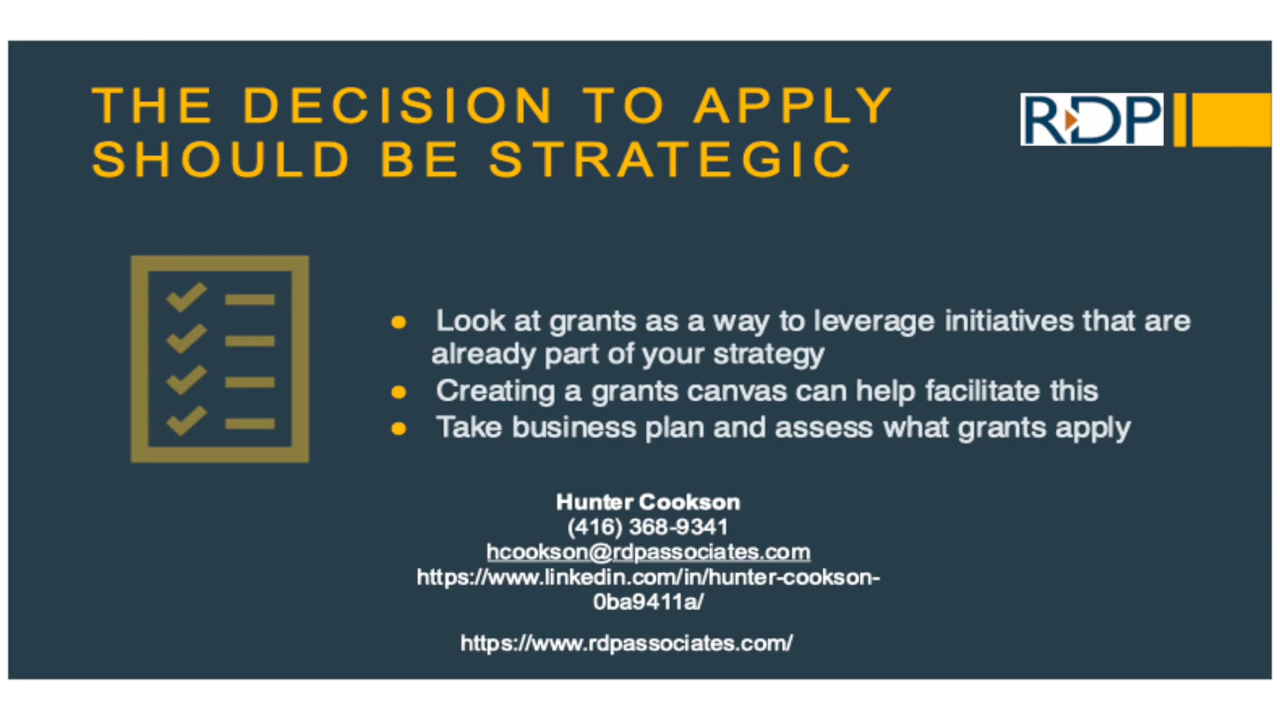 THE DECISION TO APPLY
SHOULD BE STRATEGIC
RDP
● Look at grants as a way to leverage initiatives that are
already part of your strategy
● Creating a grants canvas can help facilitate this
● Take business plan and assess what grants apply
Hunter Cookson
(416) 368-9341
hcookson@rdpassociates.com
https://www.linkedin.com/in/hunter-cookson-
0ba9411a/
https://www.rdpassociates.com/